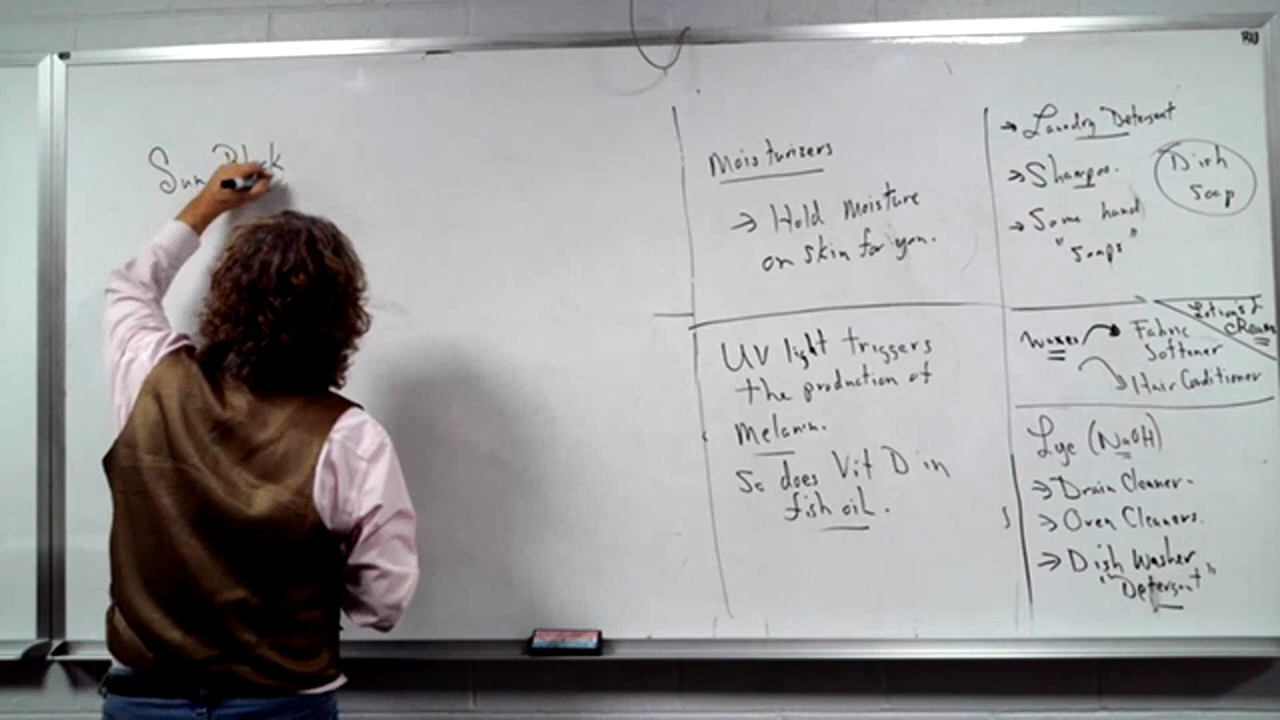 Sun Block
Moisturizers
→ Hold Moisture
on skin for you.
UV light triggers
the production of
Melanin.
So does Vit D in
fish oil.
→ Laundry Detergent
→ Shampoo.
→ Some hand
"soaps"
Dish
Soap
Lotions &
Cream
Waxes → Fabric
Softener
→ Hair Conditioner
Lye (NaOH)
→ Drain Cleaner.
→ Oven Cleaners.
→ Dish Washer
"Detergent"